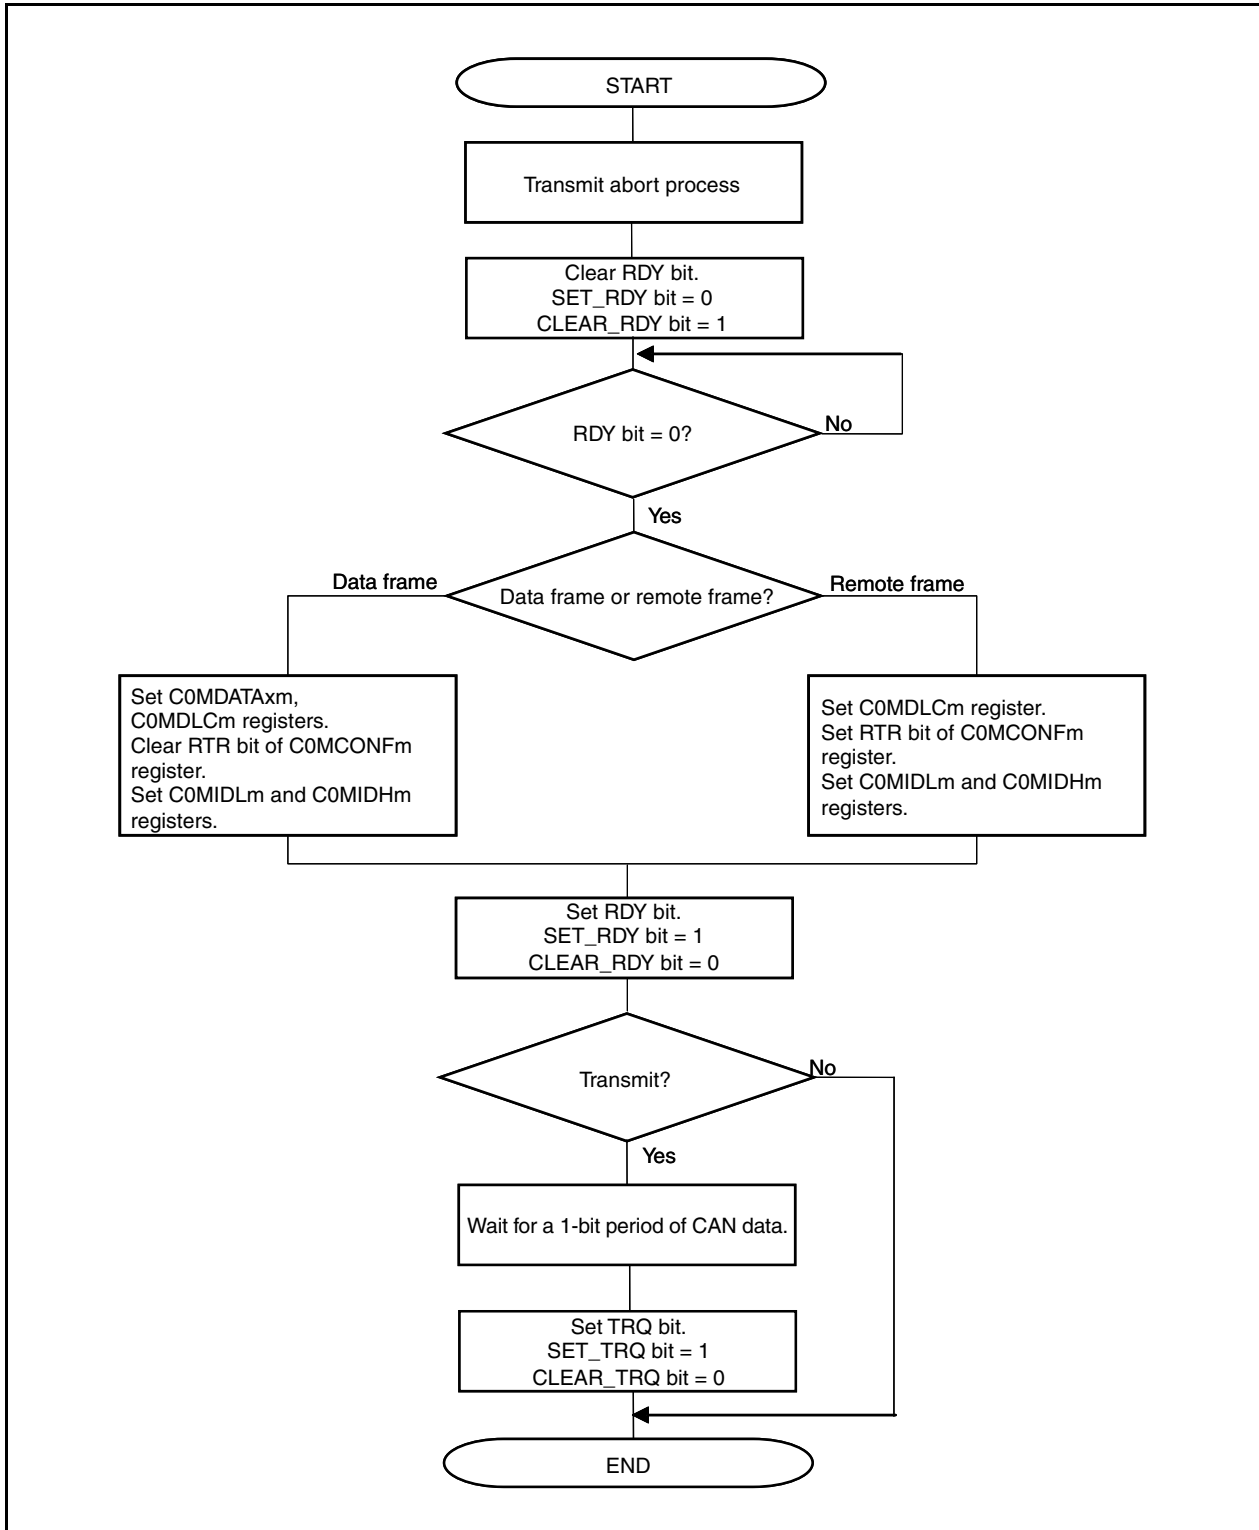 START
Transmit abort process
Clear RDY bit.
SET_RDY bit = 0
CLEAR_RDY bit = 1
RDY bit = 0?
No
Yes
Data frame
Data frame or remote frame?
Remote frame
Set C0MDATAxm,
C0MDLCm registers.
Clear RTR bit of C0MCONFm
register.
Set C0MIDLm and C0MIDHm
registers.
Set C0MDLCm register.
Set RTR bit of C0MCONFm
register.
Set C0MIDLm and C0MIDHm
registers.
Set RDY bit.
SET_RDY bit = 1
CLEAR_RDY bit = 0
Transmit?
No
Yes
Wait for a 1-bit period of CAN data.
Set TRQ bit.
SET_TRQ bit = 1
CLEAR_TRQ bit = 0
END